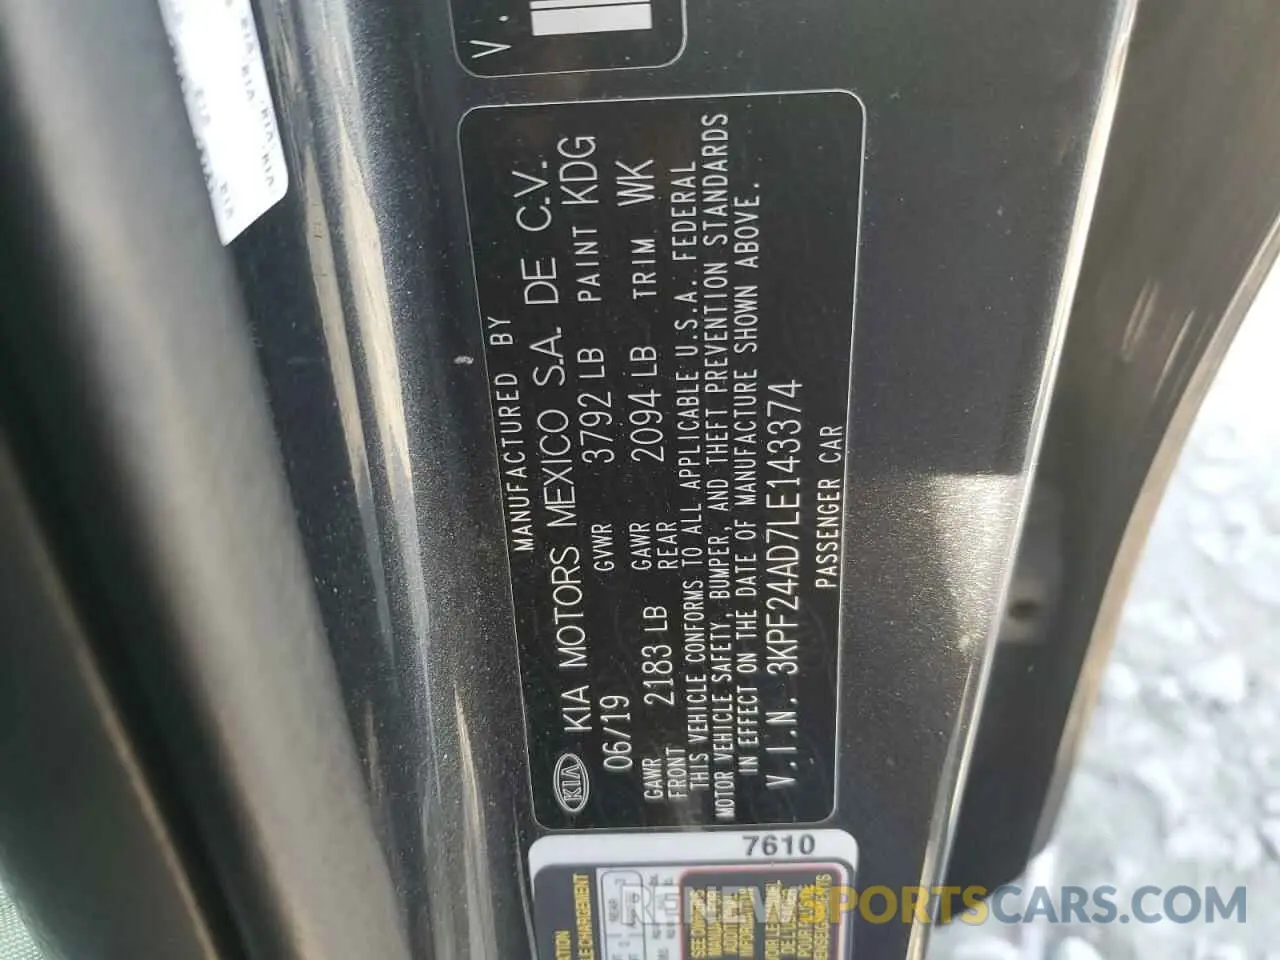 V.
MANUFACTURED BY
KIA KIA MOTORS MEXICO S.A. DE C.V.
06/19 GVWR 3792 LB PAINT KDG
GAWR FRONT 2183 LB GAWR REAR 2094 LB TRIM WK
THIS VEHICLE CONFORMS TO ALL APPLICABLE U.S.A. FEDERAL
MOTOR VEHICLE SAFETY, BUMPER, AND THEFT PREVENTION STANDARDS
IN EFFECT ON THE DATE OF MANUFACTURE SHOWN ABOVE.
V.I.N. 3KPF24AD7LE143374
PASSENGER CAR
7610
RENEWSPORTSCARS.COM